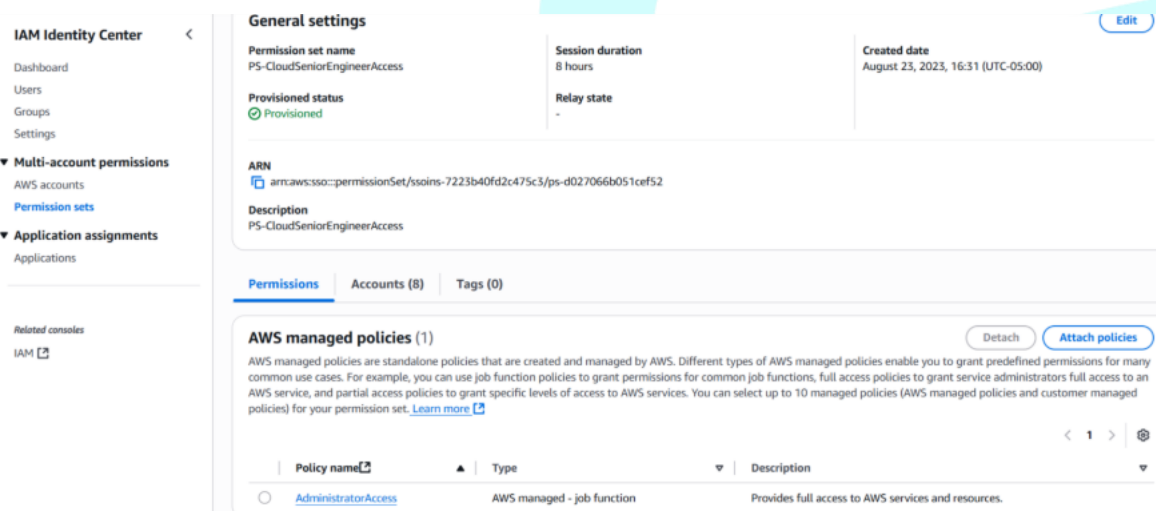 IAM Identity Center
Dashboard
Users
Groups
Settings
Multi-account permissions
AWS accounts
Permission sets
Application assignments
Applications
Related consoles
IAM
General settings
Edit
Permission set name
PS-CloudSeniorEngineerAccess
Session duration
8 hours
Created date
August 23, 2023, 16:31 (UTC-05:00)
Provisioned status
Provisioned
Relay state
-
ARN
arn:aws:sso:::permissionSet/ssoins-7223b40fd2c475c3/ps-d027066b051cef52
Description
PS-CloudSeniorEngineerAccess
Permissions Accounts (8) Tags (0)
AWS managed policies (1)
Detach Attach policies
AWS managed policies are standalone policies that are created and managed by AWS. Different types of AWS managed policies enable you to grant predefined permissions for many
common use cases. For example, you can use job function policies to grant permissions for common job functions, full access policies to grant service administrators full access to an
AWS service, and partial access policies to grant specific levels of access to AWS services. You can select up to 10 managed policies (AWS managed policies and customer managed
policies) for your permission set. Learn more
1
Policy name Type Description
AdministratorAccess AWS managed - job function Provides full access to AWS services and resources.